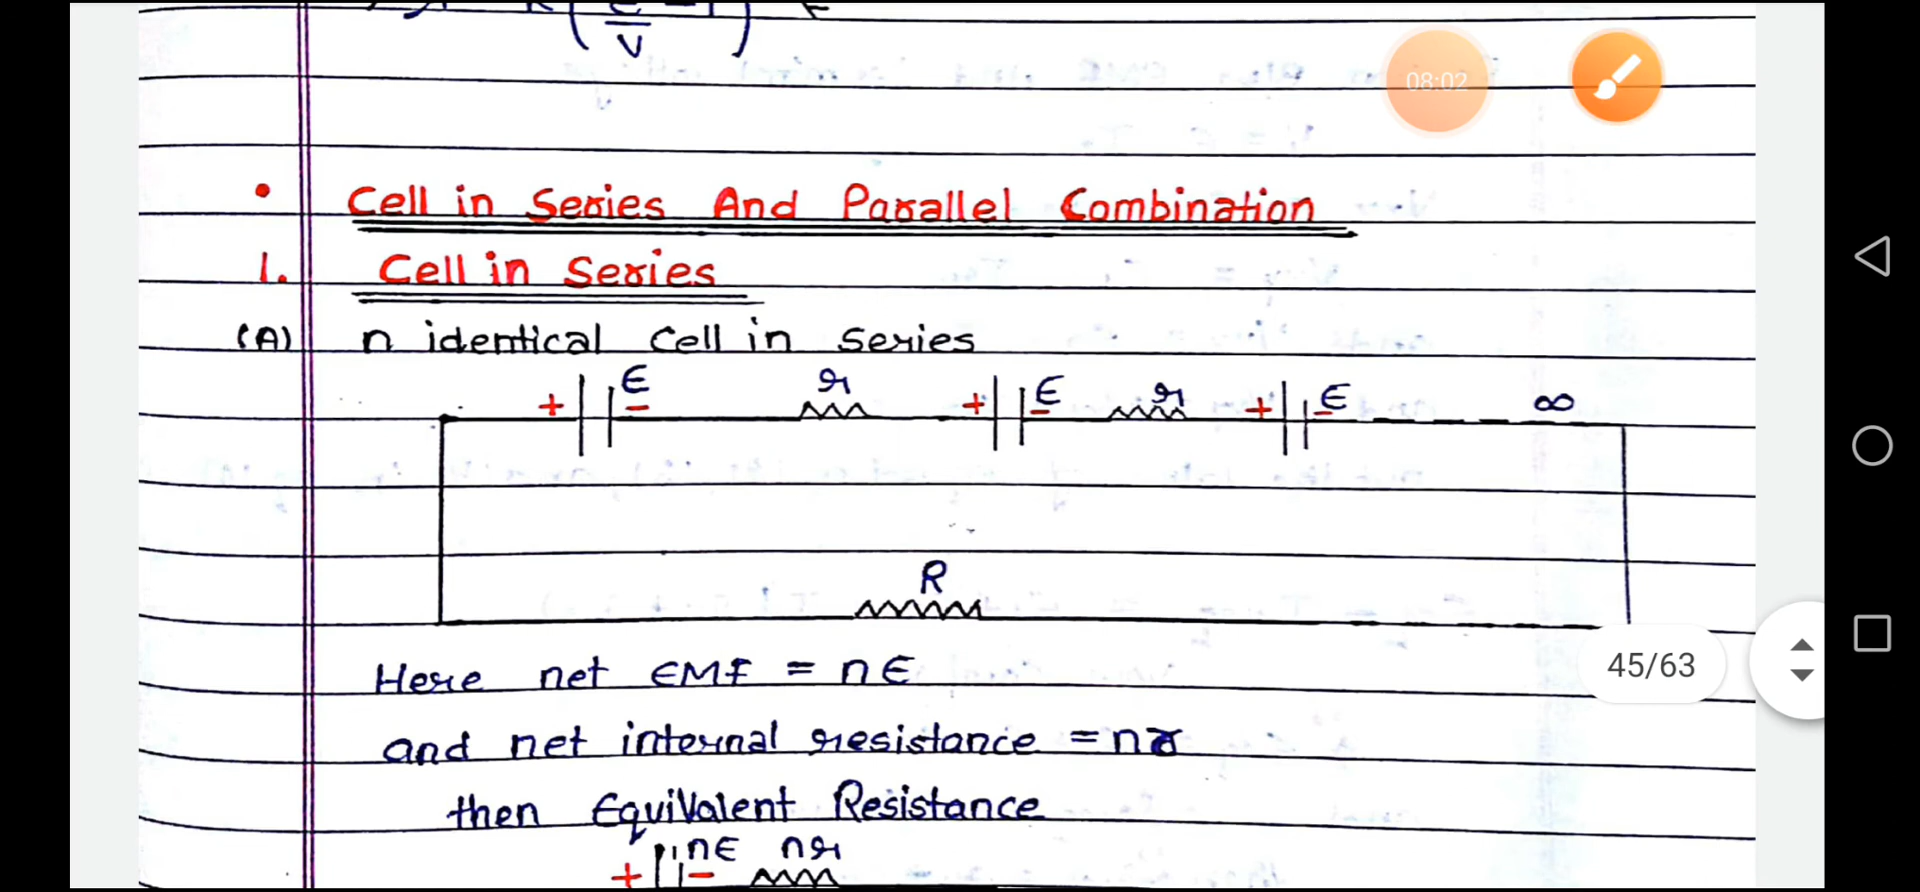 (ε/V - 1)
08:02
• Cell in Series And Parallel Combination
1. Cell in Series
(A) n identical Cell in series
+ - ε r + - ε r + - ε ∞
R
Here net EMF = nε
and net internal resistance = nr
then Equivalent Resistance
45/63
+ - nε nr